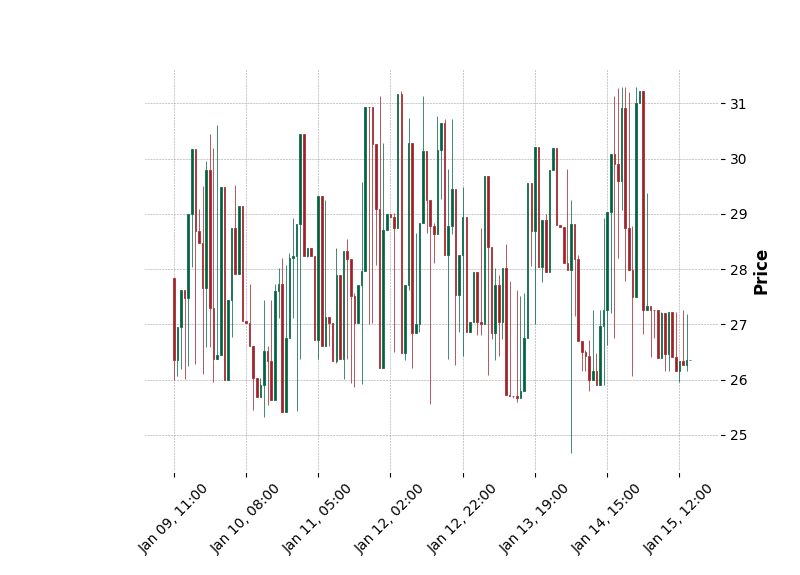 31
30
29
28
27
26
25
Price
Jan 09, 11:00
Jan 10, 08:00
Jan 11, 05:00
Jan 12, 02:00
Jan 12, 22:00
Jan 13, 19:00
Jan 14, 15:00
Jan 15, 12:00